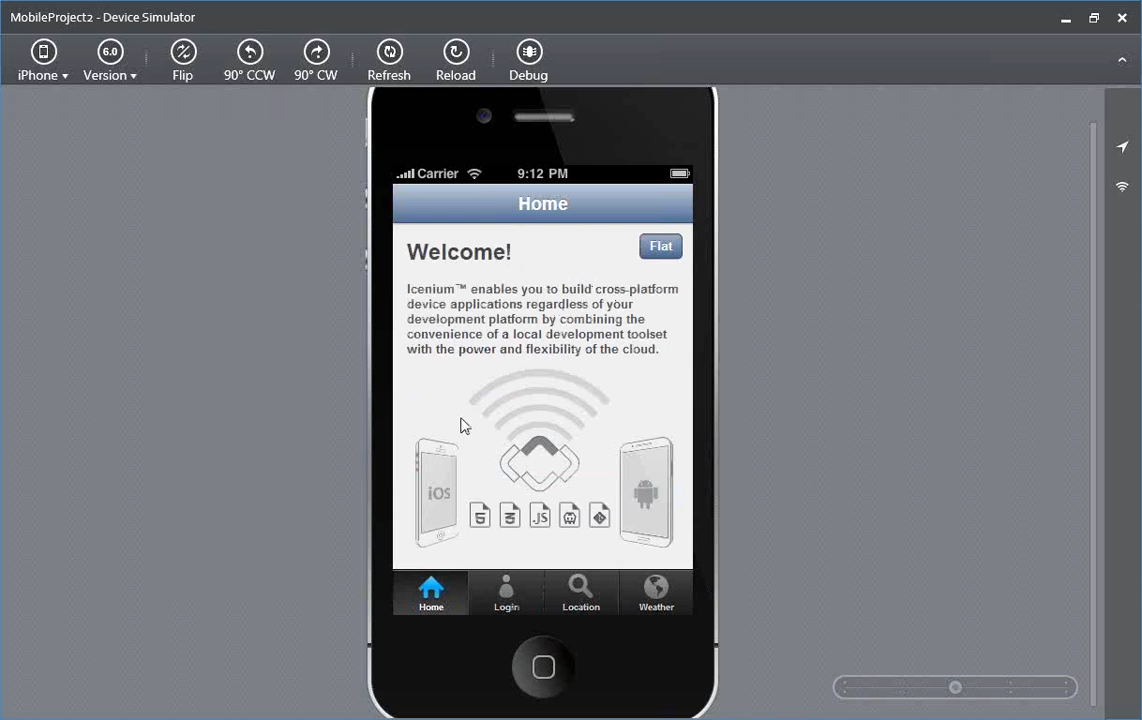 MobileProject2 - Device Simulator
iPhone
6.0
Version
Flip
90° CCW
90° CW
Refresh
Reload
Debug
Carrier
9:12 PM
Home
Welcome!
Flat
Icenium™ enables you to build cross-platform
device applications regardless of your
development platform by combining the
convenience of a local development toolset
with the power and flexibility of the cloud.
iOS
JS
Home
Login
Location
Weather